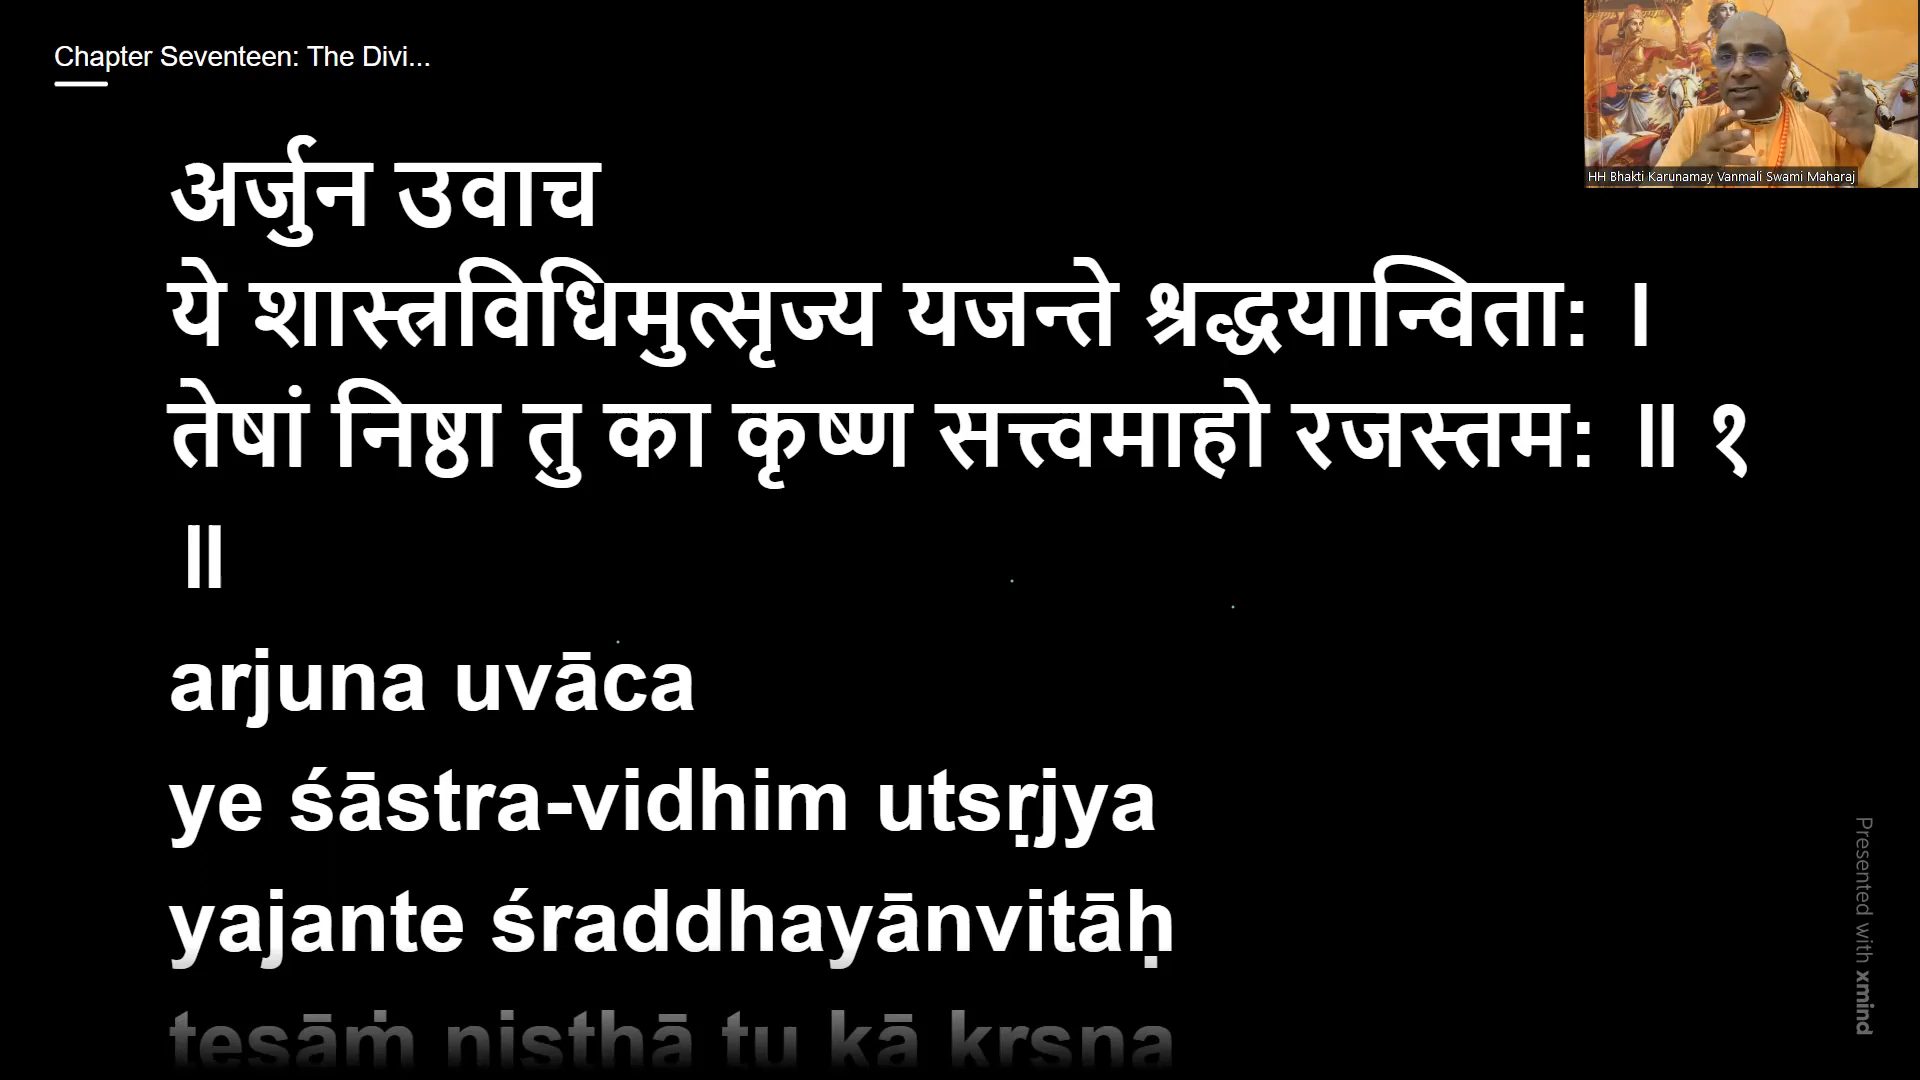 Chapter Seventeen: The Divi...
HH Bhakti Karunamay Vanmali Swami Maharaj
अर्जुन उवाच
ये शास्त्रविधिमुत्सृज्य यजन्ते श्रद्धयान्विता: ।
तेषां निष्ठा तु का कृष्ण सत्त्वमाहो रजस्तम: ॥ १
॥
arjuna uvāca
ye śāstra-vidhim utsṛjya
yajante śraddhayānvitāḥ
teṣāṁ niṣṭhā tu kā kṛṣṇa
Presented with xmind